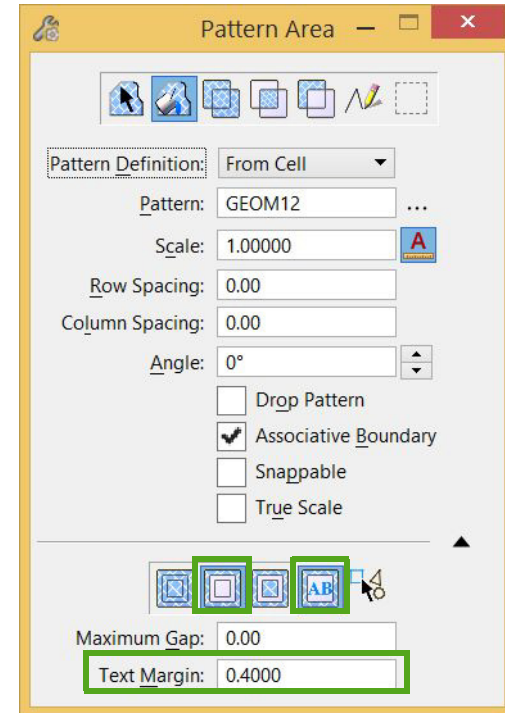 Pattern Area
Pattern Definition: From Cell
Pattern: GEOM12 ...
Scale: 1.00000 A
Row Spacing: 0.00
Column Spacing: 0.00
Angle: 0°
Drop Pattern
Associative Boundary
Snappable
True Scale
AB
Maximum Gap: 0.00
Text Margin: 0.4000